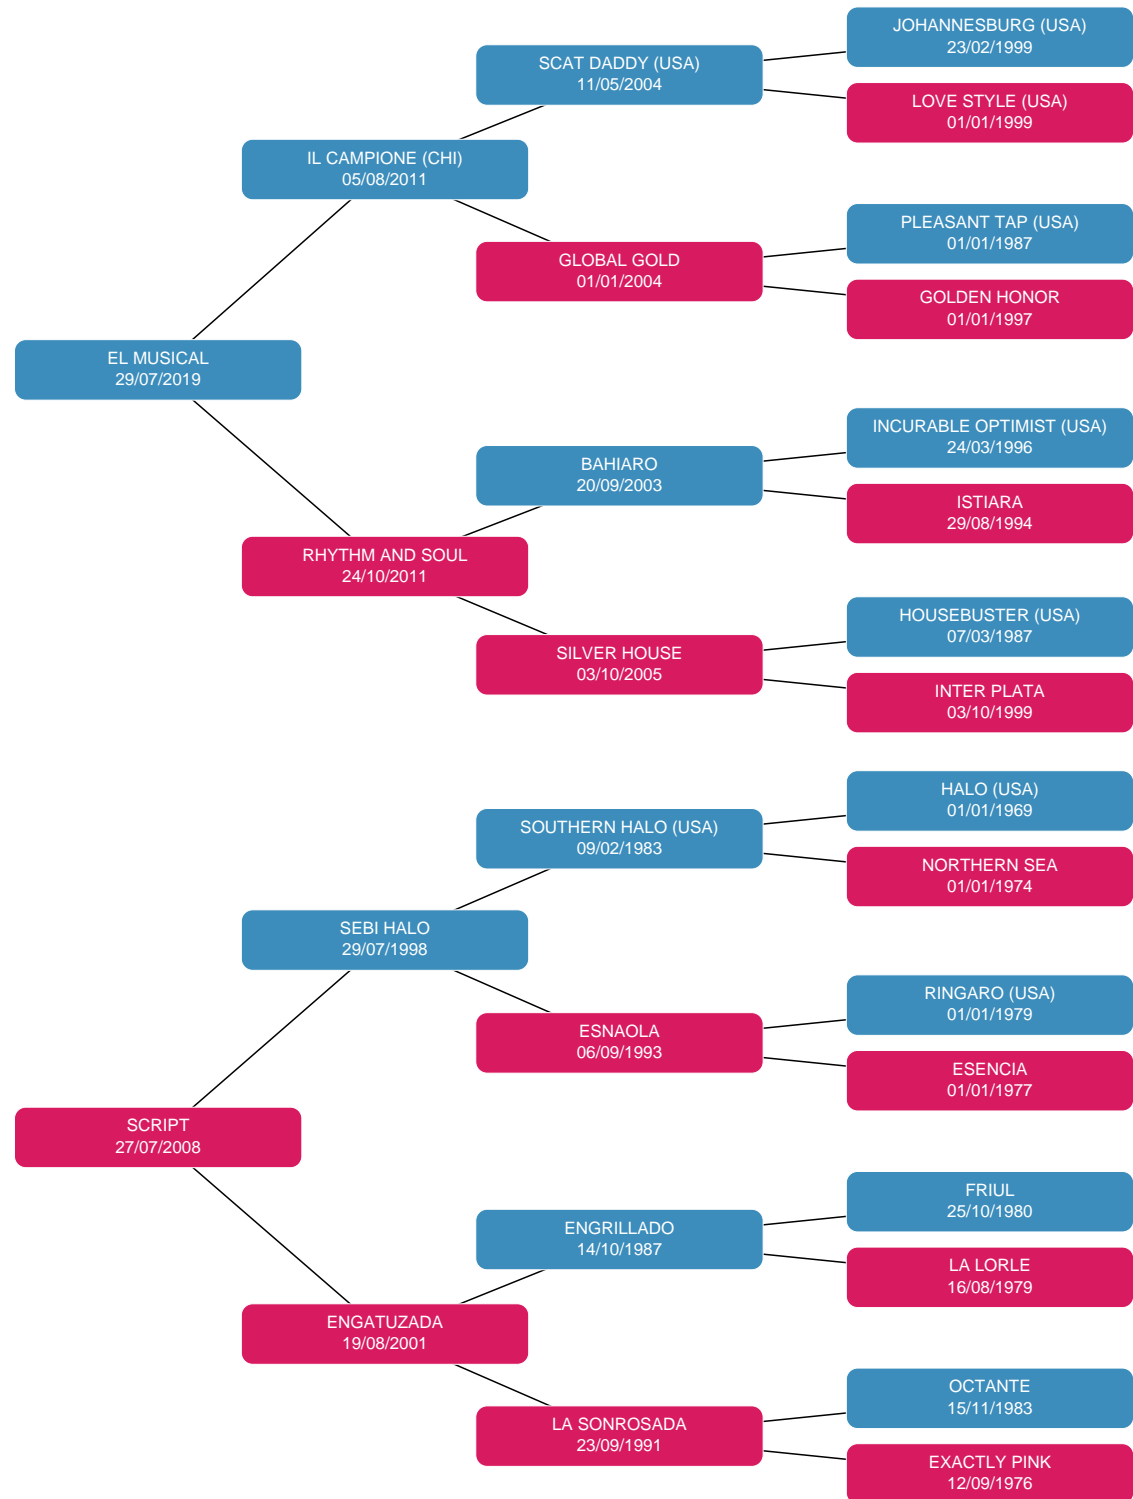 JOHANNESBURG (USA)
23/02/1999
SCAT DADDY (USA)
11/05/2004
LOVE STYLE (USA)
01/01/1999
IL CAMPIONE (CHI)
05/08/2011
PLEASANT TAP (USA)
01/01/1987
GLOBAL GOLD
01/01/2004
GOLDEN HONOR
01/01/1997
EL MUSICAL
29/07/2019
INCURABLE OPTIMIST (USA)
24/03/1996
BAHIARO
20/09/2003
ISTIARA
29/08/1994
RHYTHM AND SOUL
24/10/2011
HOUSEBUSTER (USA)
07/03/1987
SILVER HOUSE
03/10/2005
INTER PLATA
03/10/1999
HALO (USA)
01/01/1969
SOUTHERN HALO (USA)
09/02/1983
NORTHERN SEA
01/01/1974
SEBI HALO
29/07/1998
RINGARO (USA)
01/01/1979
ESNAOLA
06/09/1993
ESENCIA
01/01/1977
SCRIPT
27/07/2008
FRIUL
25/10/1980
ENGRILLADO
14/10/1987
LA LORLE
16/08/1979
ENGATUZADA
19/08/2001
OCTANTE
15/11/1983
LA SONROSADA
23/09/1991
EXACTLY PINK
12/09/1976